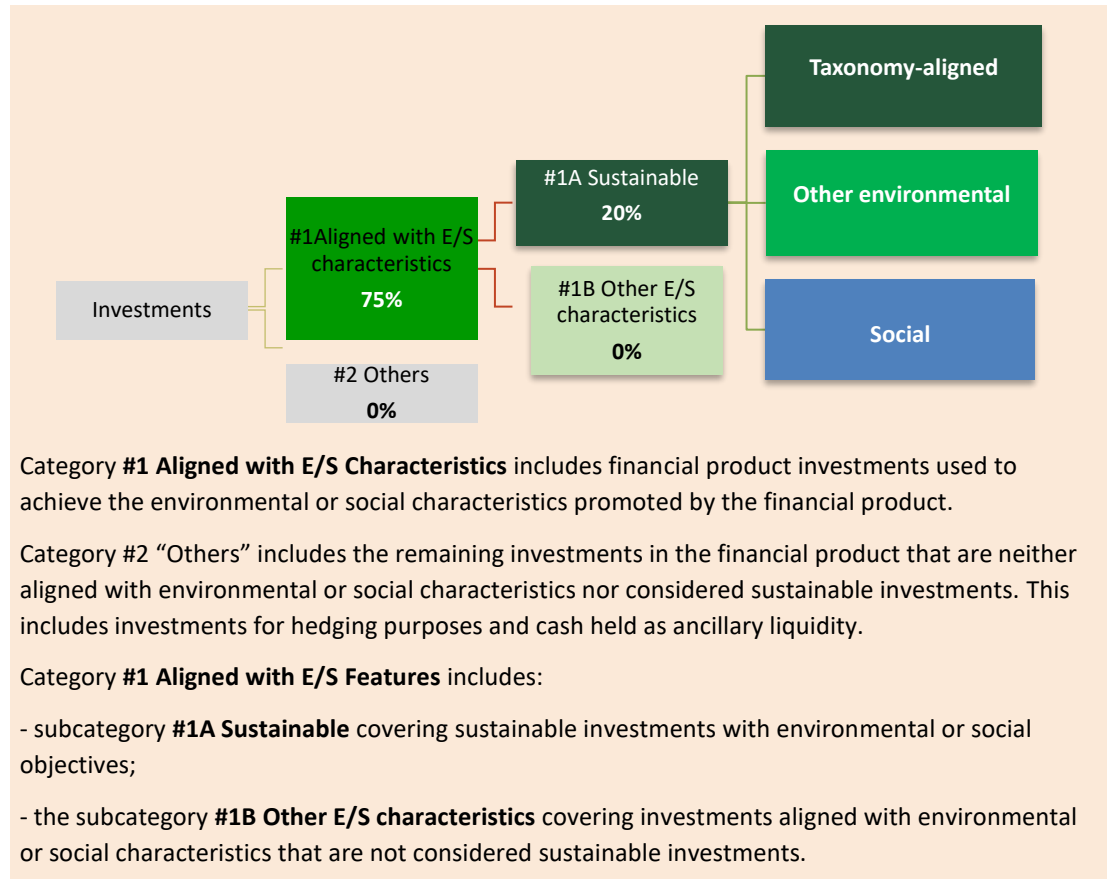 Taxonomy-aligned
#1A Sustainable
20%
Other environmental
#1Aligned with E/S
characteristics
75%
#1B Other E/S
characteristics
0%
Investments
Social
#2 Others
0%
Category #1 Aligned with E/S Characteristics includes financial product investments used to
achieve the environmental or social characteristics promoted by the financial product.
Category #2 “Others” includes the remaining investments in the financial product that are neither
aligned with environmental or social characteristics nor considered sustainable investments. This
includes investments for hedging purposes and cash held as ancillary liquidity.
Category #1 Aligned with E/S Features includes:
- subcategory #1A Sustainable covering sustainable investments with environmental or social
objectives;
- the subcategory #1B Other E/S characteristics covering investments aligned with environmental
or social characteristics that are not considered sustainable investments.